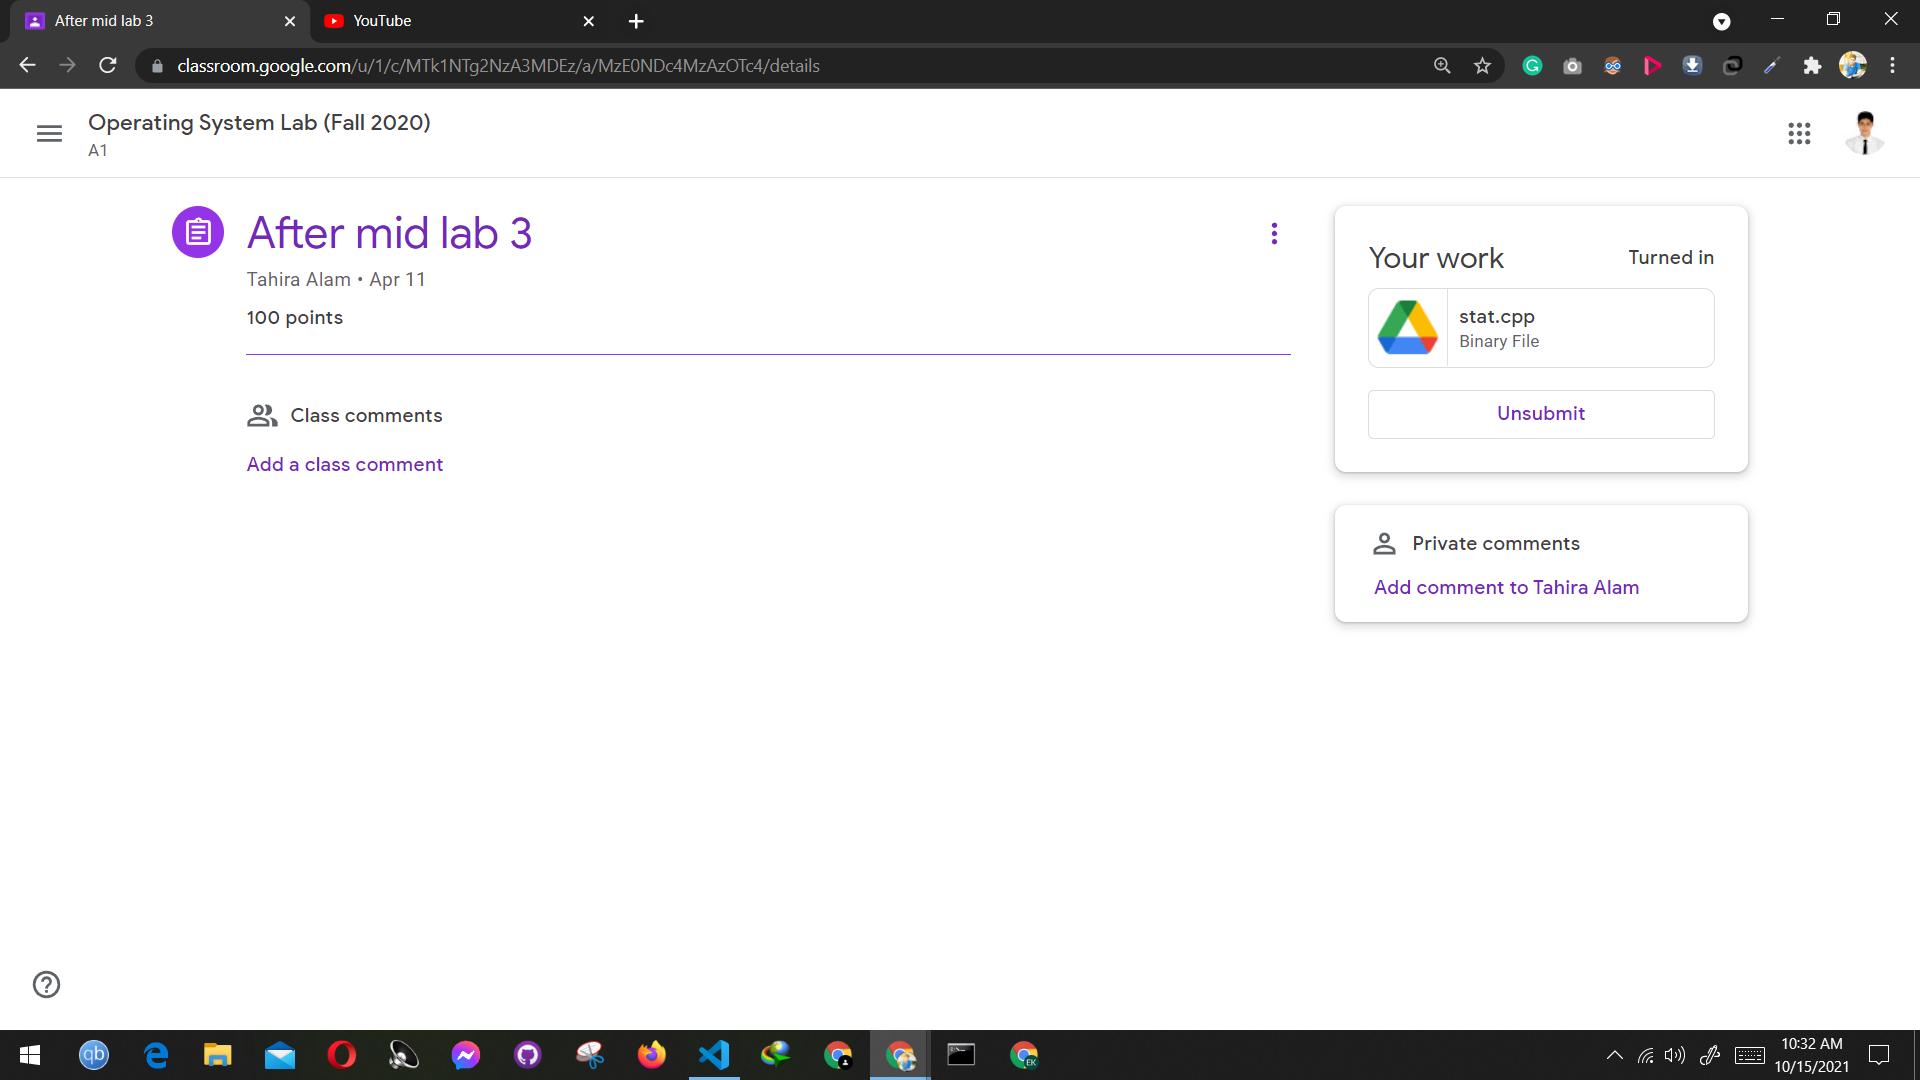 After mid lab 3
YouTube
classroom.google.com/u/1/c/MTk1NTg2NzA3MDEz/a/MzE0NDc4MzAzOTc4/details
Operating System Lab (Fall 2020)
A1
After mid lab 3
Tahira Alam • Apr 11
100 points
Class comments
Add a class comment
Your work
Turned in
stat.cpp
Binary File
Unsubmit
Private comments
Add comment to Tahira Alam
qb
EK
10:32 AM
10/15/2021